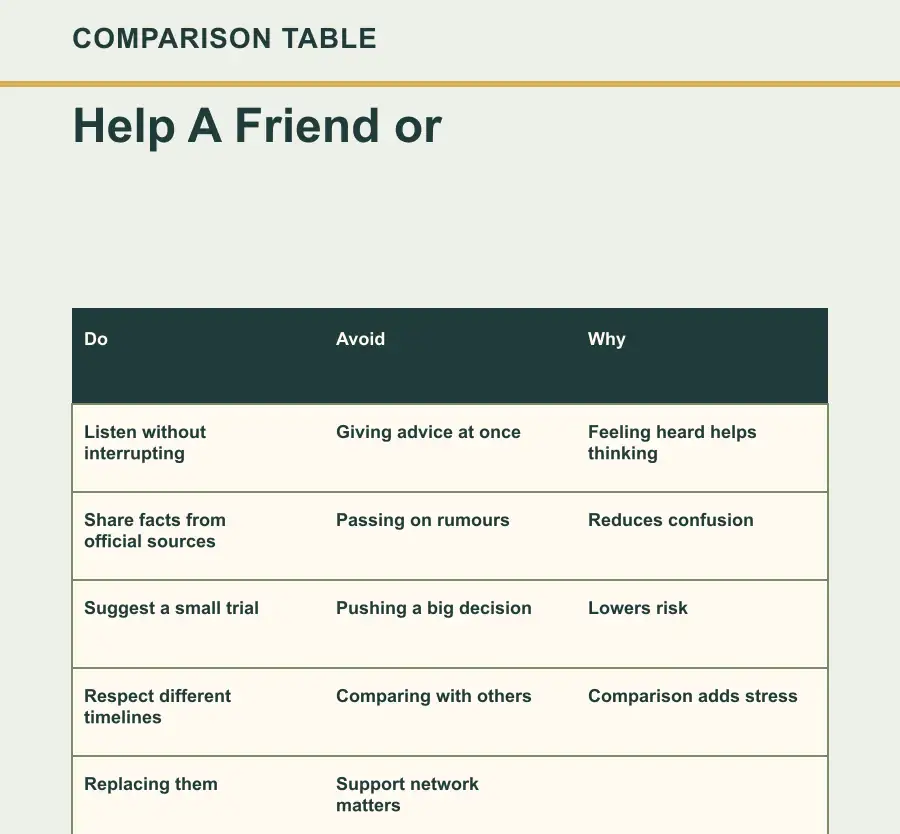 COMPARISON TABLE
Help A Friend or
Do Avoid Why
Listen without interrupting Giving advice at once Feeling heard helps thinking
Share facts from official sources Passing on rumours Reduces confusion
Suggest a small trial Pushing a big decision Lowers risk
Respect different timelines Comparing with others Comparison adds stress
Replacing them Support network matters